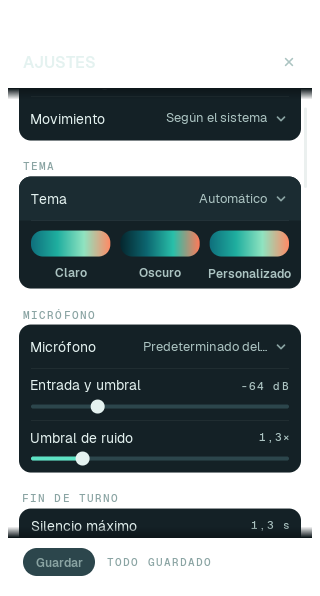 AJUSTES
Movimiento Según el sistema
TEMA
Tema Automático
Claro Oscuro Personalizado
MICRÓFONO
Micrófono Predeterminado del…
Entrada y umbral -64 dB
Umbral de ruido 1,3×
FIN DE TURNO
Silencio máximo 1,3 s
Guardar TODO GUARDADO